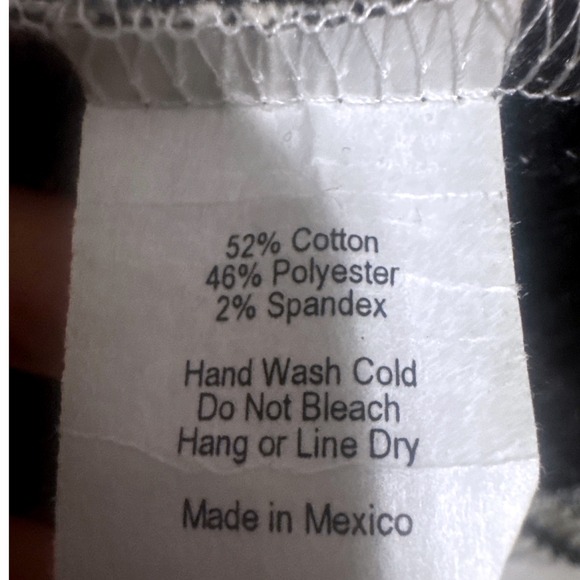 52% Cotton
46% Polyester
2% Spandex
Hand Wash Cold
Do Not Bleach
Hang or Line Dry
Made in Mexico